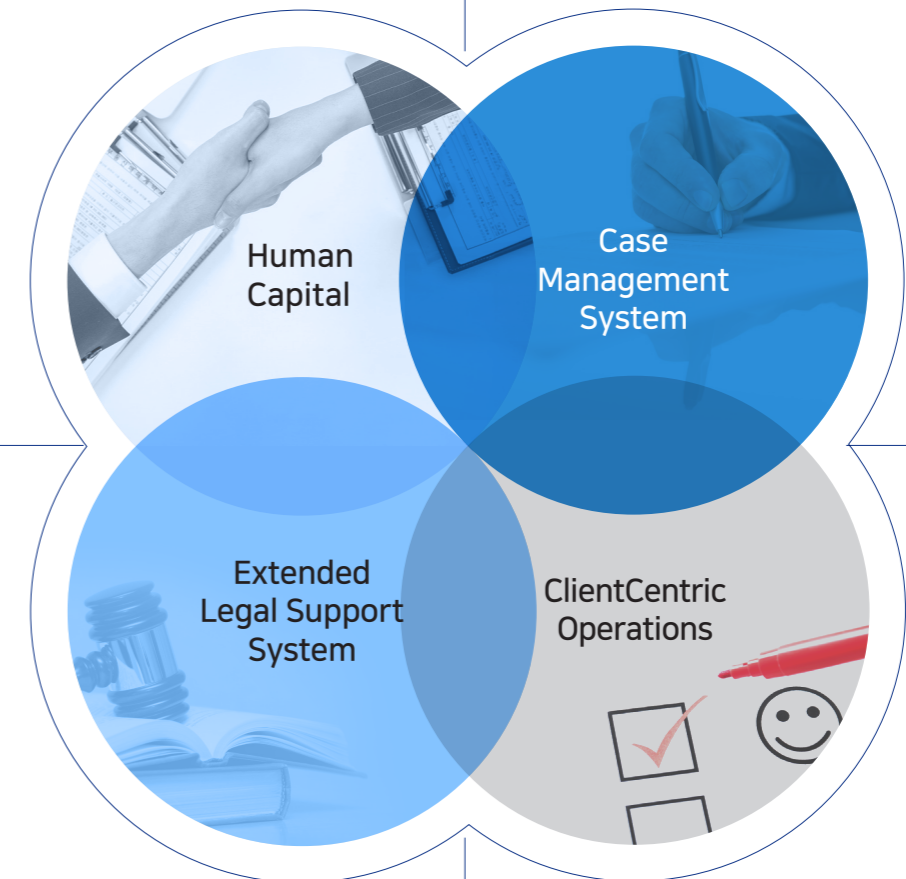 Human
Capital
Case
Management
System
Extended
Legal Support
System
ClientCentric
Operations